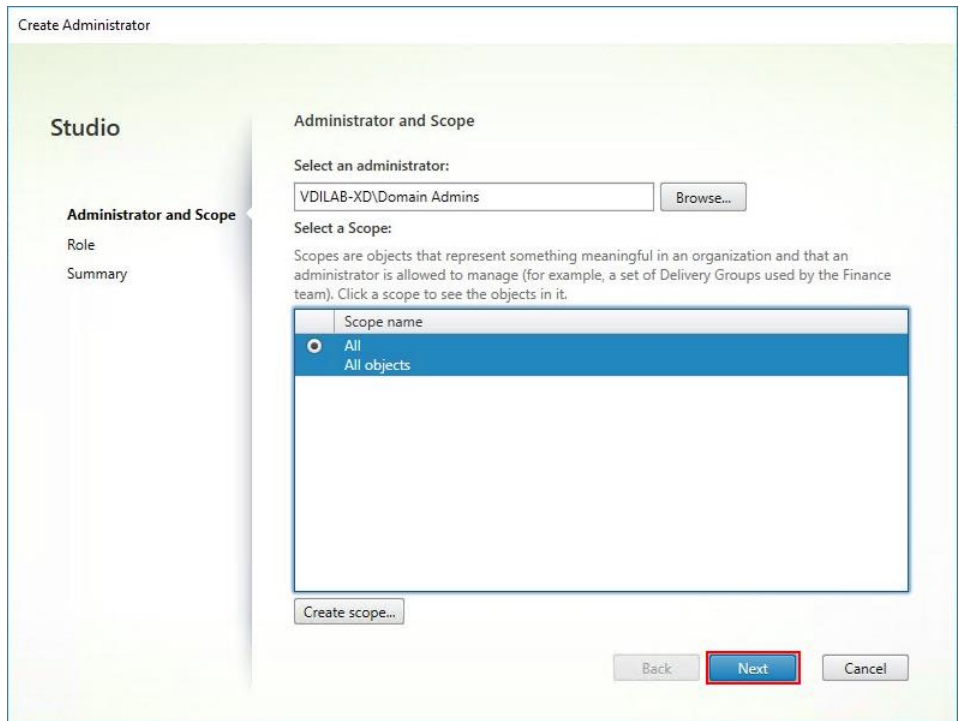 Create Administrator
Studio
Administrator and Scope
Role
Summary
Administrator and Scope
Select an administrator:
VDILAB-XD\Domain Admins
Browse...
Select a Scope:
Scopes are objects that represent something meaningful in an organization and that an
administrator is allowed to manage (for example, a set of Delivery Groups used by the Finance
team). Click a scope to see the objects in it.
Scope name
All
All objects
Create scope...
Back
Next
Cancel